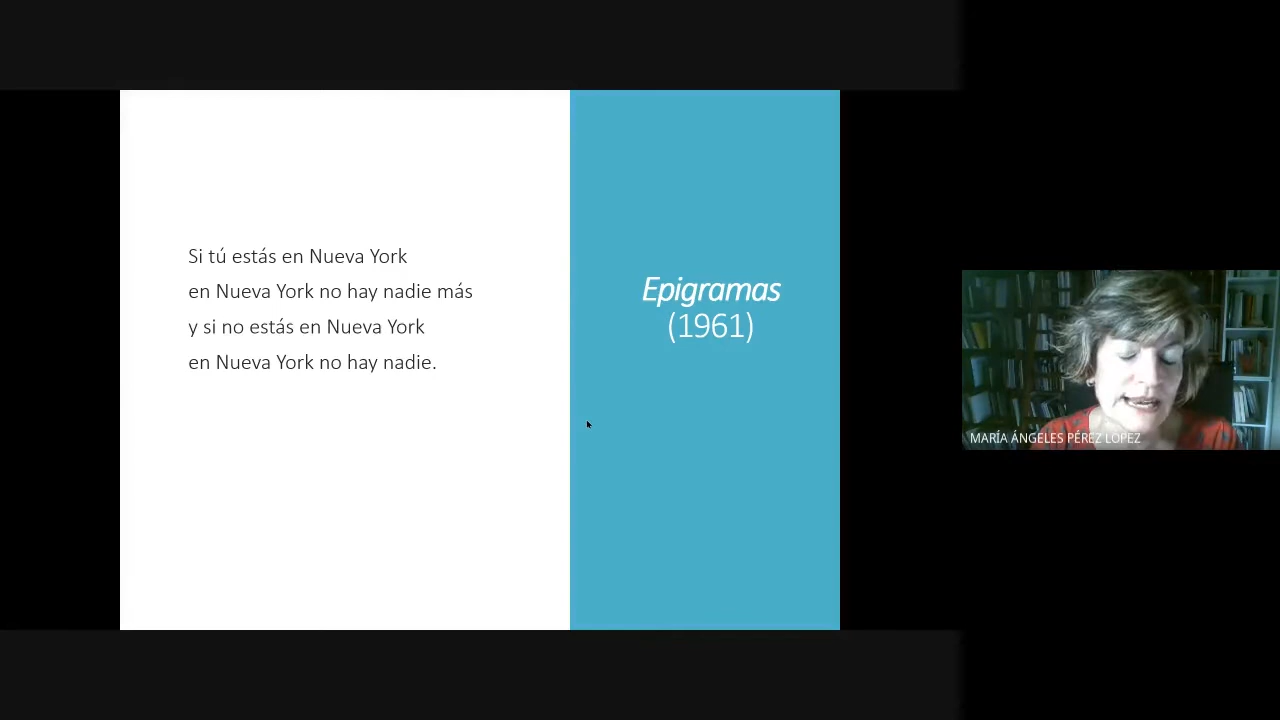 Si tú estás en Nueva York
en Nueva York no hay nadie más
y si no estás en Nueva York
en Nueva York no hay nadie.
Epigramas
(1961)
MARÍA ÁNGELES PÉREZ LÓPEZ